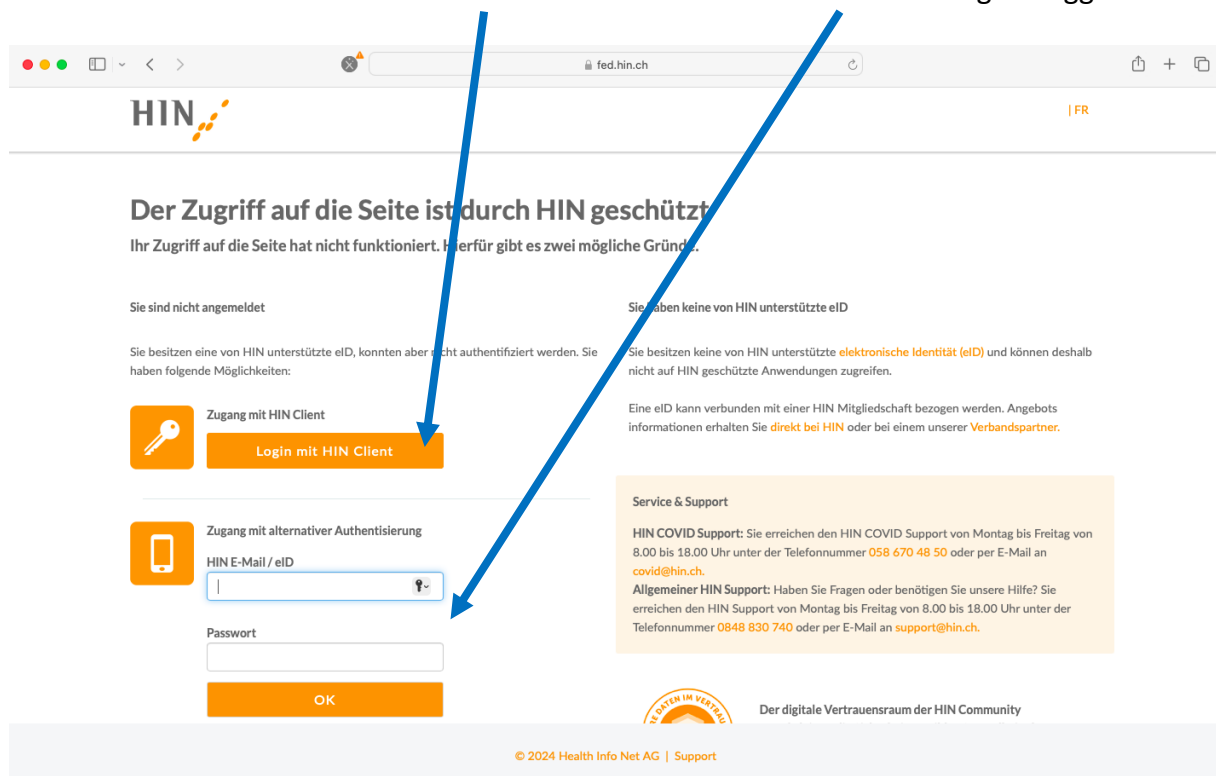 fed.hin.ch
HIN
| FR
Der Zugriff auf die Seite ist durch HIN geschützt
Ihr Zugriff auf die Seite hat nicht funktioniert. Hierfür gibt es zwei mögliche Gründe.
Sie sind nicht angemeldet
Sie besitzen eine von HIN unterstützte eID, konnten aber nicht authentifiziert werden. Sie
haben folgende Möglichkeiten:
Zugang mit HIN Client
Login mit HIN Client
Zugang mit alternativer Authentisierung
HIN E-Mail / eID
Passwort
OK
Sie haben keine von HIN unterstützte eID
Sie besitzen keine von HIN unterstützte elektronische Identität (eID) und können deshalb
nicht auf HIN geschützte Anwendungen zugreifen.
Eine eID kann verbunden mit einer HIN Mitgliedschaft bezogen werden. Angebots
informationen erhalten Sie direkt bei HIN oder bei einem unserer Verbandspartner.
Service & Support
HIN COVID Support: Sie erreichen den HIN COVID Support von Montag bis Freitag von
8.00 bis 18.00 Uhr unter der Telefonnummer 058 670 48 50 oder per E-Mail an
covid@hin.ch.
Allgemeiner HIN Support: Haben Sie Fragen oder benötigen Sie unsere Hilfe? Sie
erreichen den HIN Support von Montag bis Freitag von 8.00 bis 18.00 Uhr unter der
Telefonnummer 0848 830 740 oder per E-Mail an support@hin.ch.
Der digitale Vertrauensraum der HIN Community
© 2024 Health Info Net AG | Support